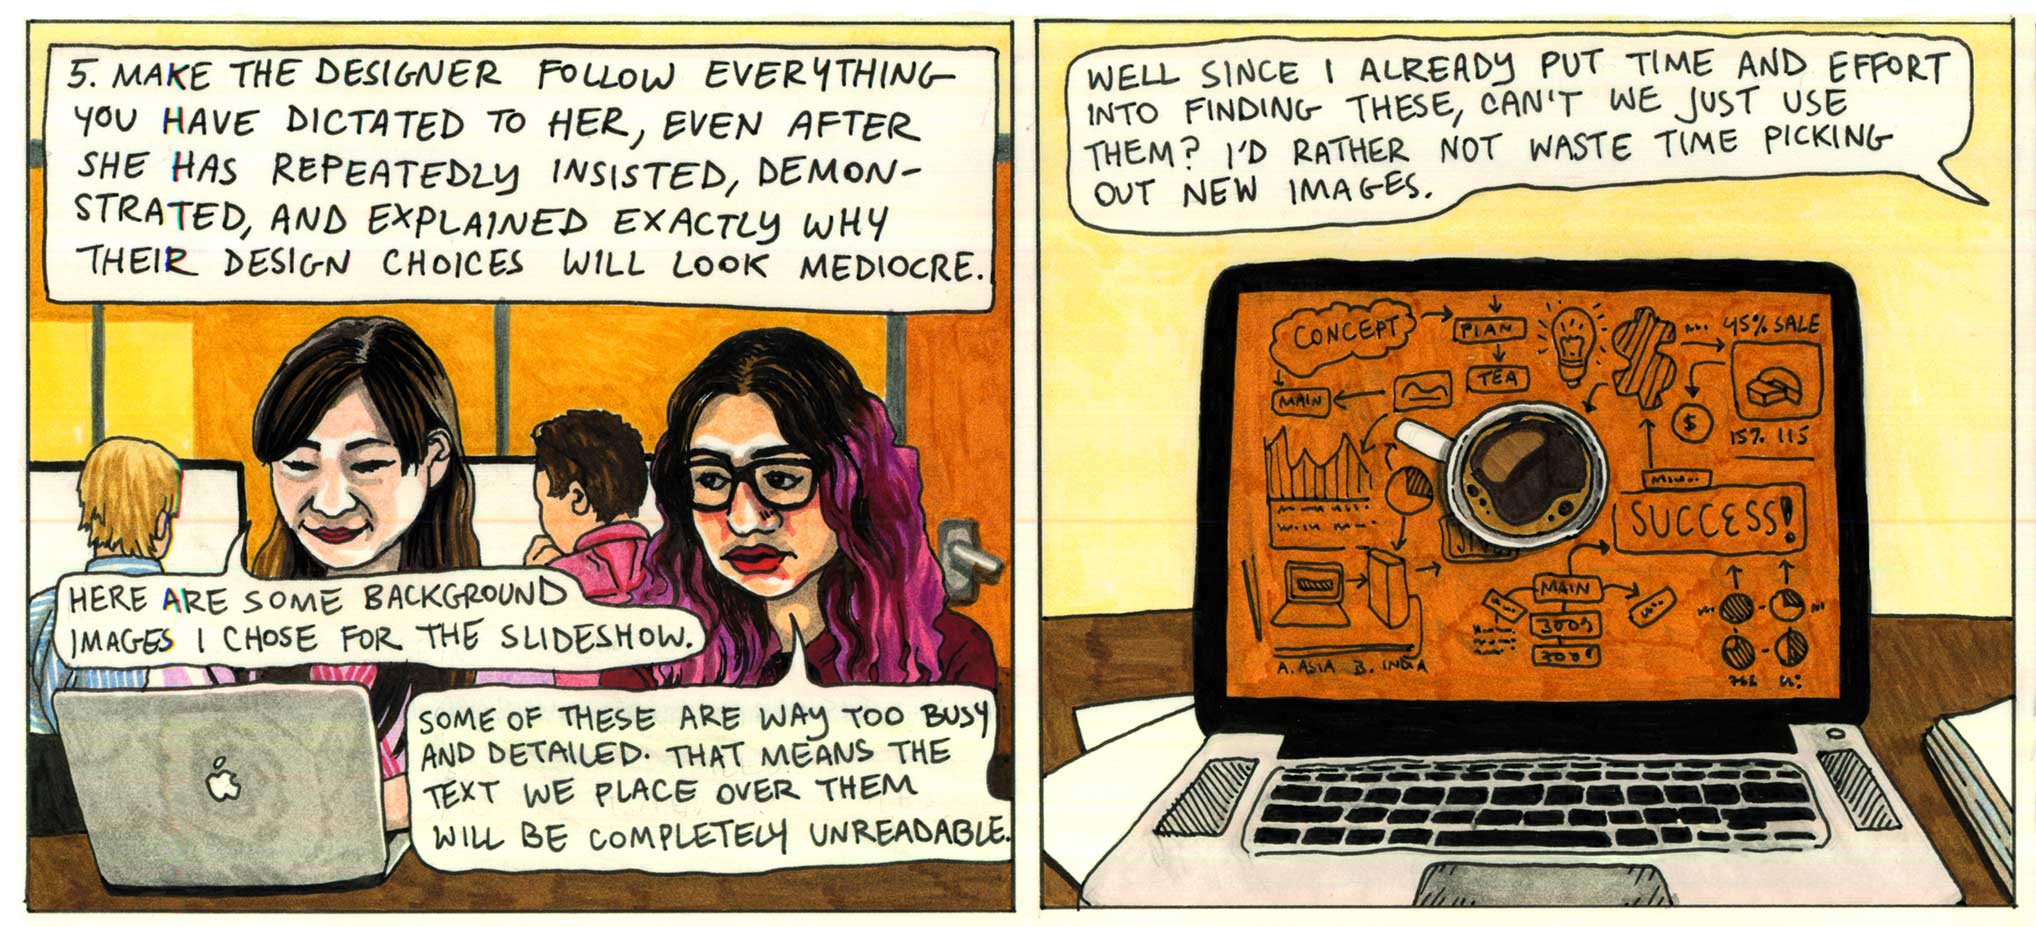 5. MAKE THE DESIGNER FOLLOW EVERYTHING
YOU HAVE DICTATED TO HER, EVEN AFTER
SHE HAS REPEATEDLY INSISTED, DEMON-
STRATED, AND EXPLAINED EXACTLY WHY
THEIR DESIGN CHOICES WILL LOOK MEDIOCRE.
HERE ARE SOME BACKGROUND
IMAGES I CHOSE FOR THE SLIDESHOW.
SOME OF THESE ARE WAY TOO BUSY
AND DETAILED. THAT MEANS THE
TEXT WE PLACE OVER THEM
WILL BE COMPLETELY UNREADABLE.
WELL SINCE I ALREADY PUT TIME AND EFFORT
INTO FINDING THESE, CAN'T WE JUST USE
THEM? I'D RATHER NOT WASTE TIME PICKING
OUT NEW IMAGES.
CONCEPT
PLAN
45% SALE
TEA
MAIN
$
15% 115
SUCCESS!
MAIN
3009
A. ASIA B. INDIA